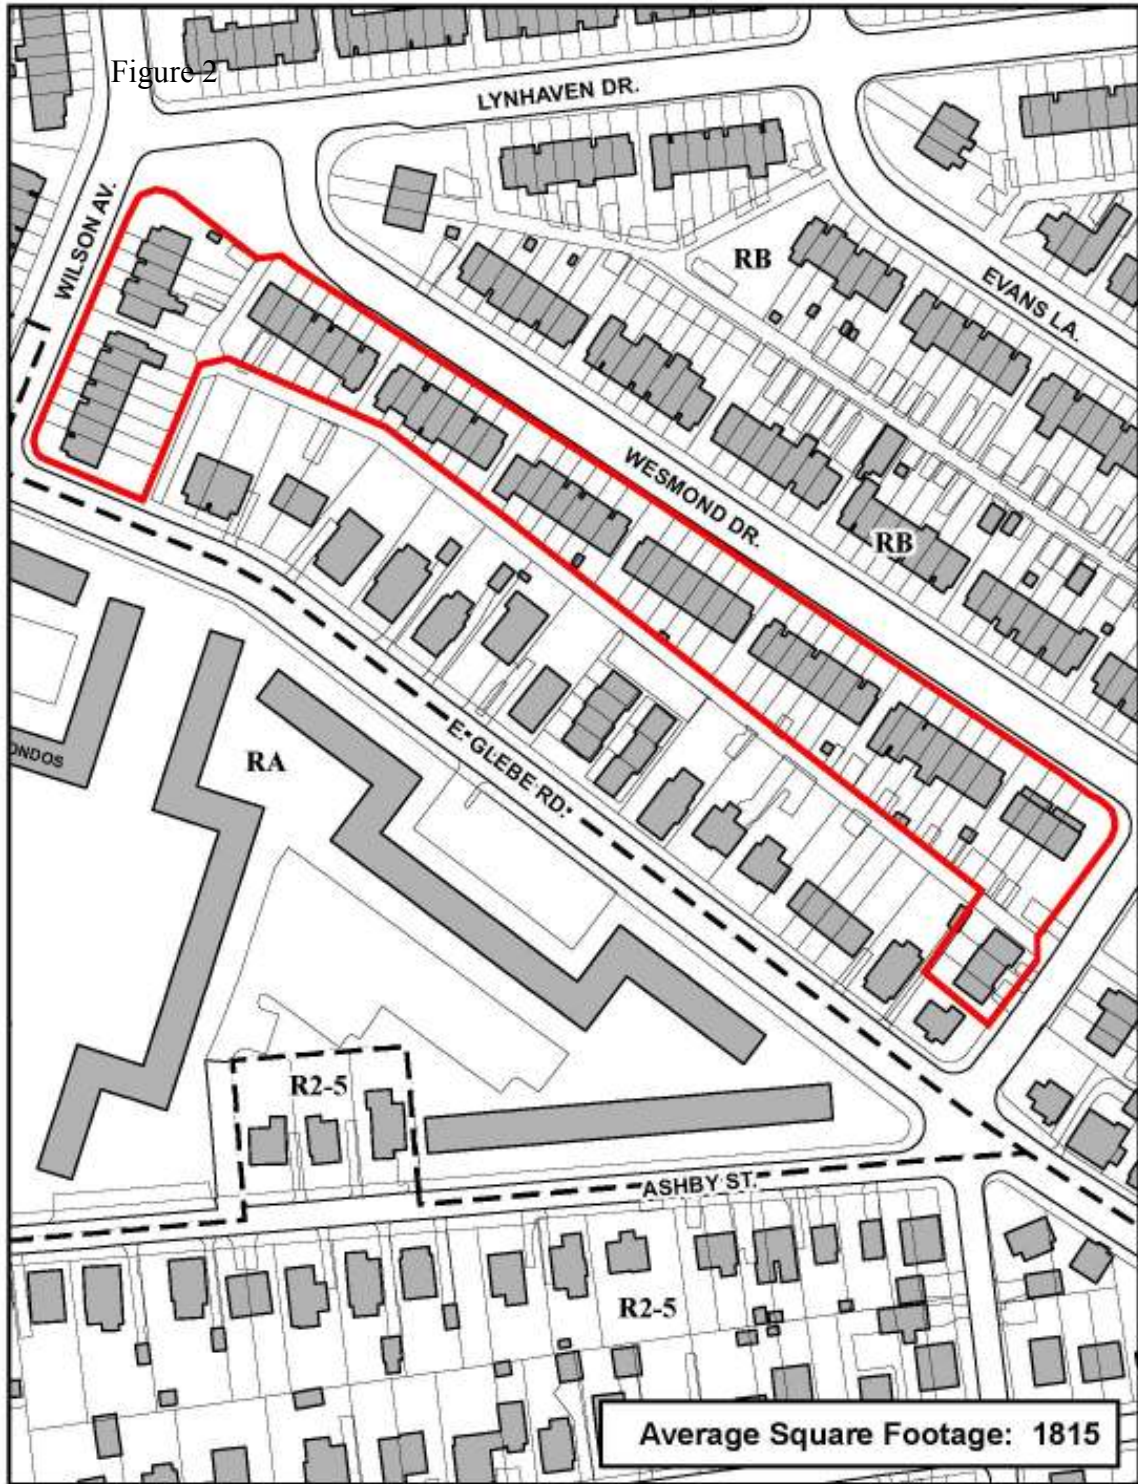 Figure 2
LYNHAVEN DR.
WILSON AV.
RB
EVANS LA.
WESMOND DR.
RB
E. GLEBE RD.
ONDOS
RA
R2-5
ASHBY ST.
R2-5
Average Square Footage: 1815